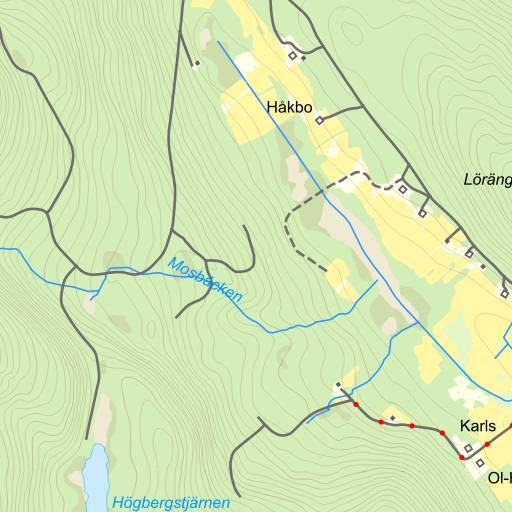 Håkbo
Löräng
Mosbäcken
Karls
Ol-
Högbergstjärnen